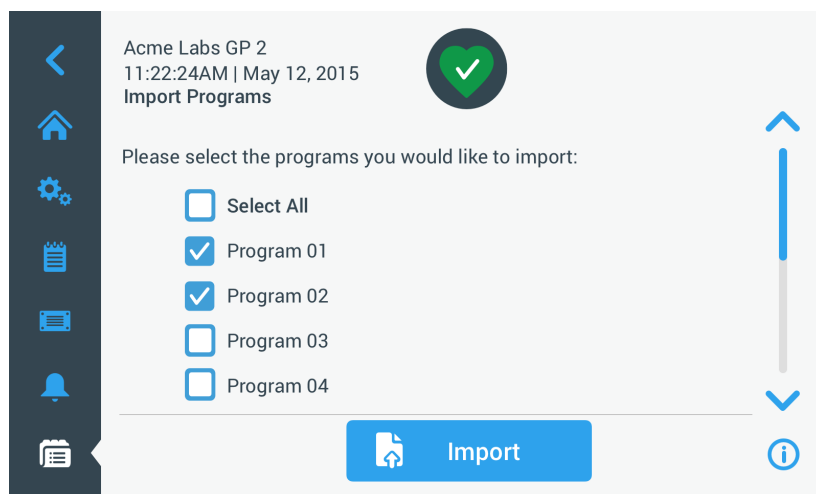 Acme Labs GP 2
11:22:24AM | May 12, 2015
Import Programs
Please select the programs you would like to import:
Select All
Program 01
Program 02
Program 03
Program 04
Import